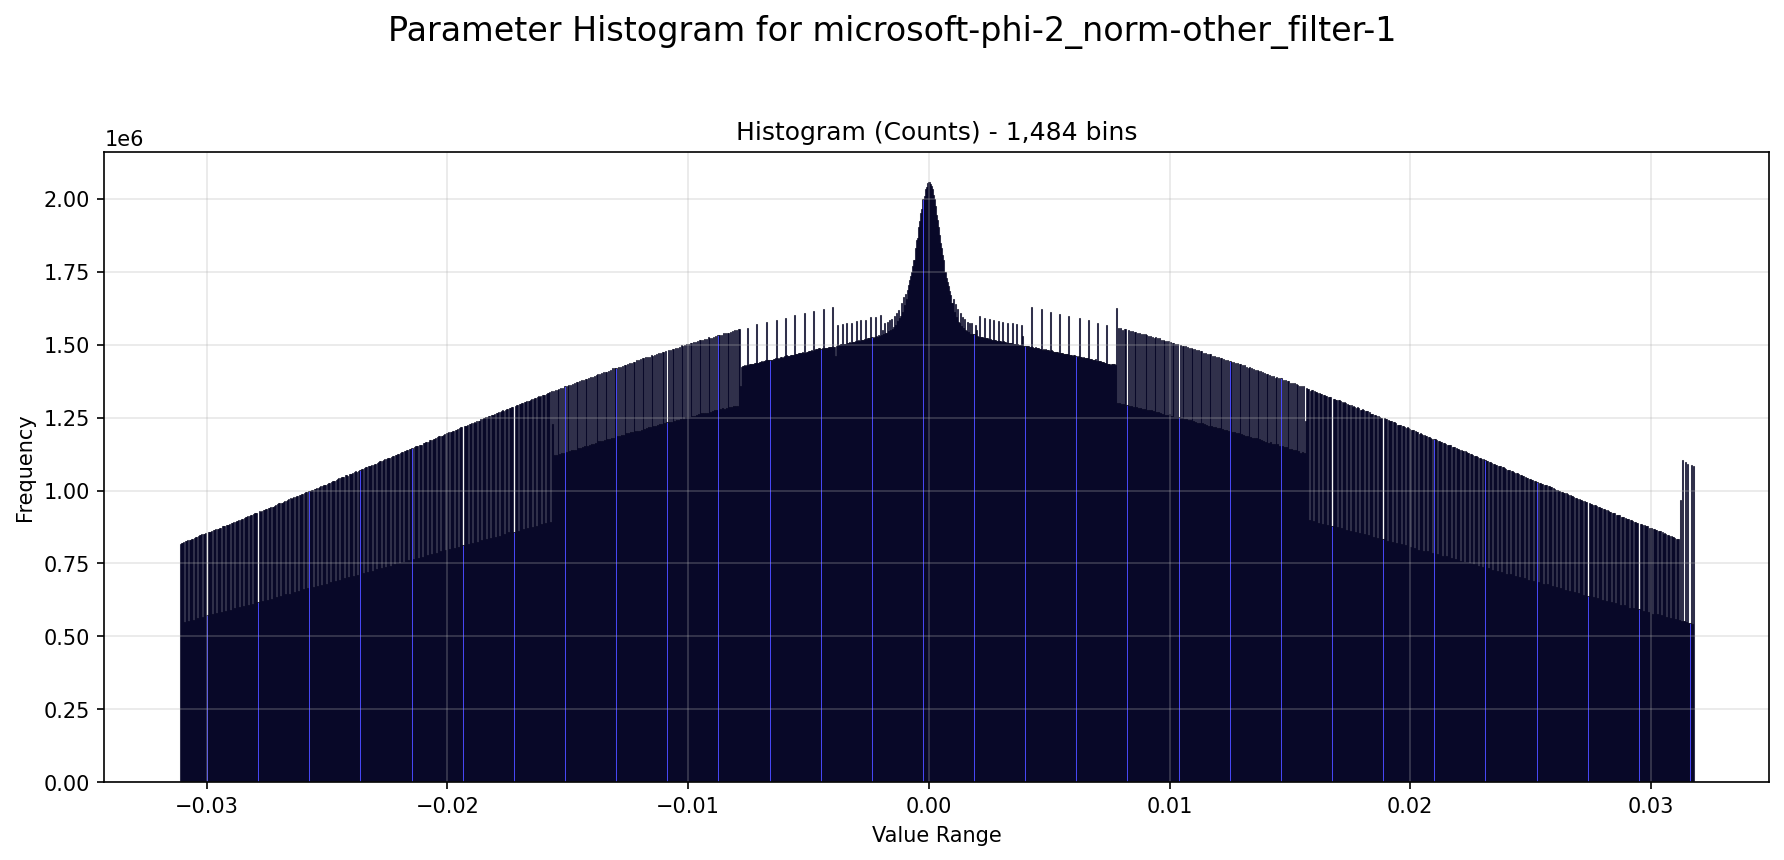 Parameter Histogram for microsoft-phi-2_norm-other_filter-1
Histogram (Counts) - 1,484 bins
1e6
2.00
1.75
1.50
1.25
1.00
0.75
0.50
0.25
0.00
Frequency
−0.03 −0.02 −0.01 0.00 0.01 0.02 0.03
Value Range